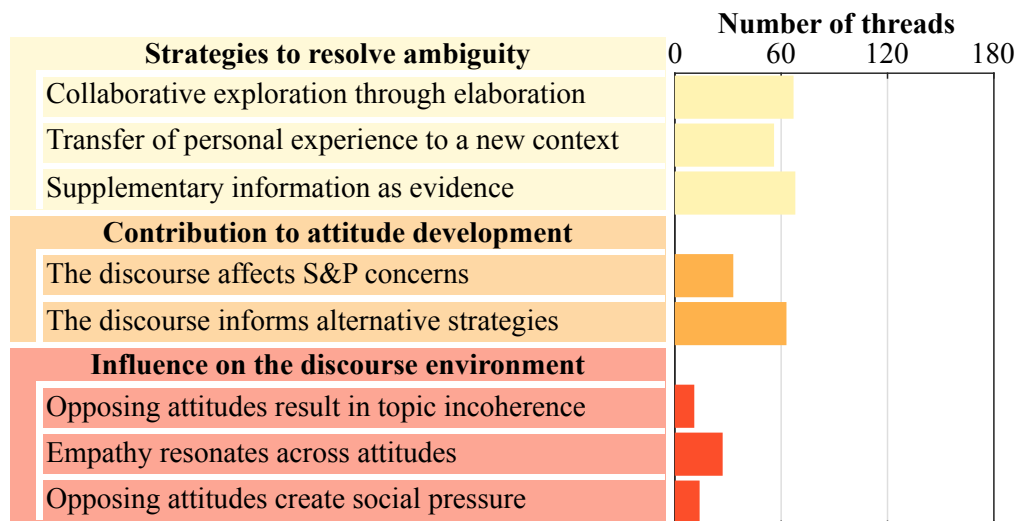 Number of threads
0 60 120 180
Strategies to resolve ambiguity
Collaborative exploration through elaboration
Transfer of personal experience to a new context
Supplementary information as evidence
Contribution to attitude development
The discourse affects S&P concerns
The discourse informs alternative strategies
Influence on the discourse environment
Opposing attitudes result in topic incoherence
Empathy resonates across attitudes
Opposing attitudes create social pressure